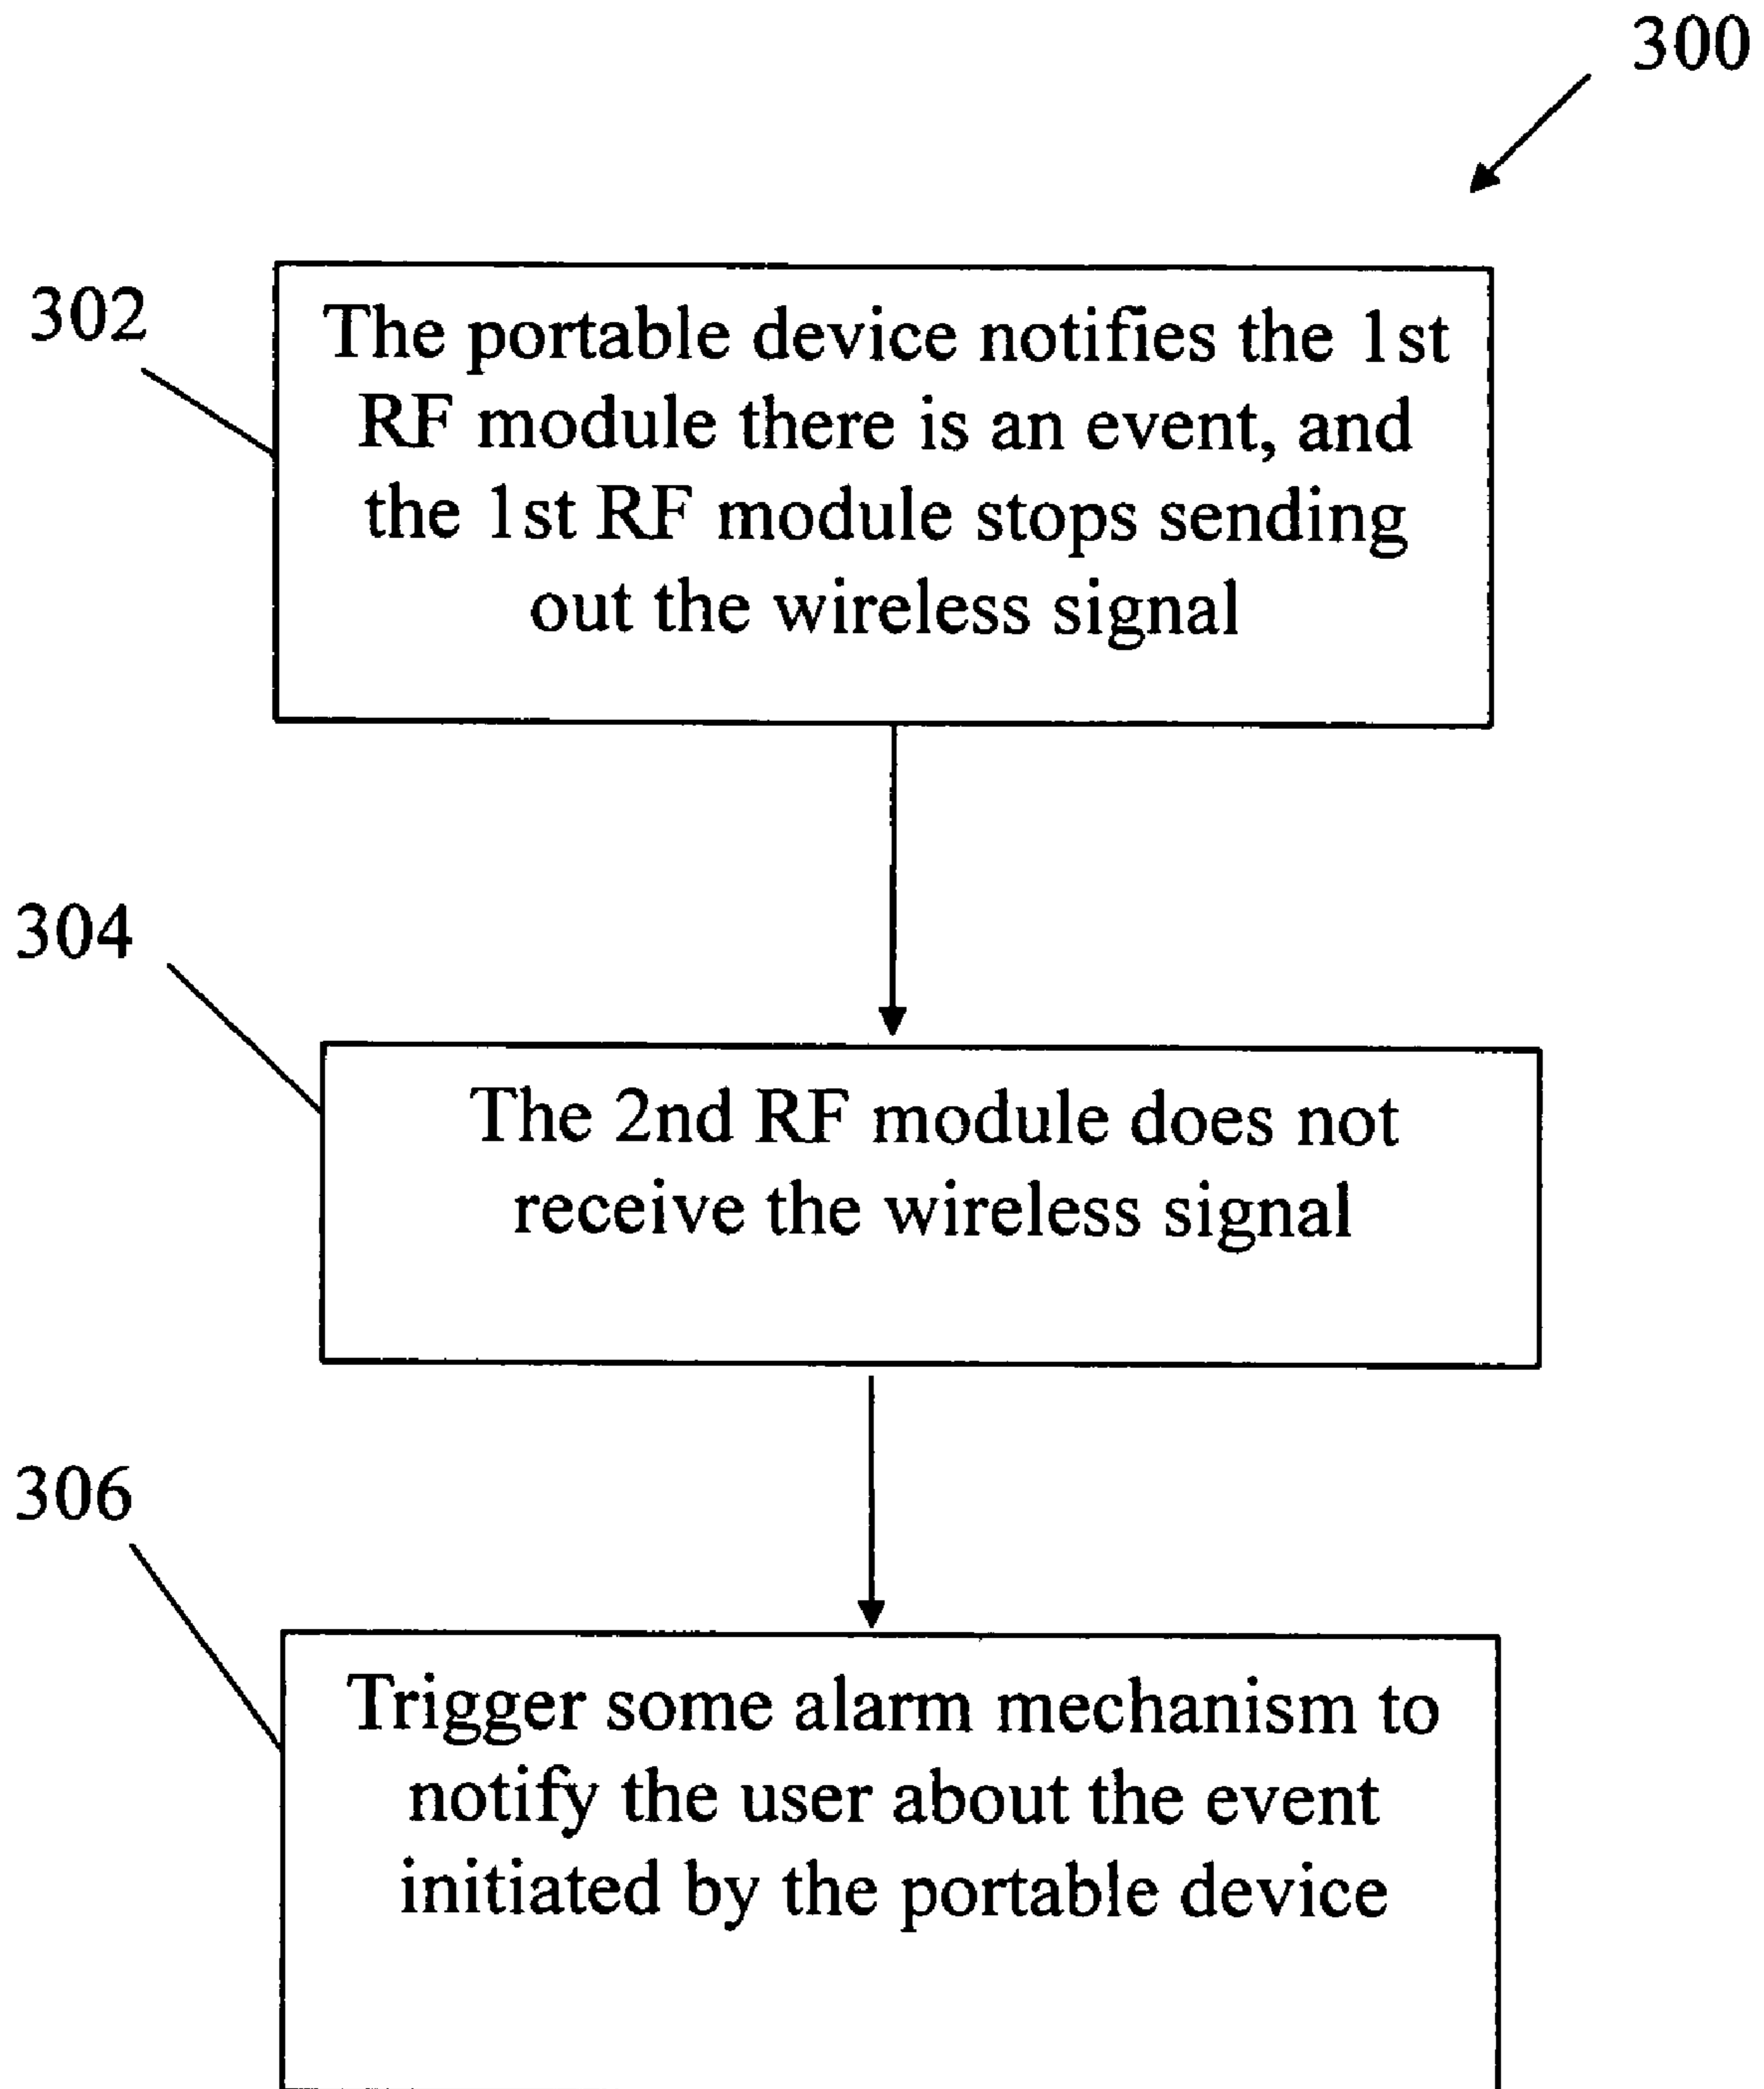 300
302
The portable device notifies the 1st
RF module there is an event, and
the 1st RF module stops sending
out the wireless signal
304
The 2nd RF module does not
receive the wireless signal
306
Trigger some alarm mechanism to
notify the user about the event
initiated by the portable device